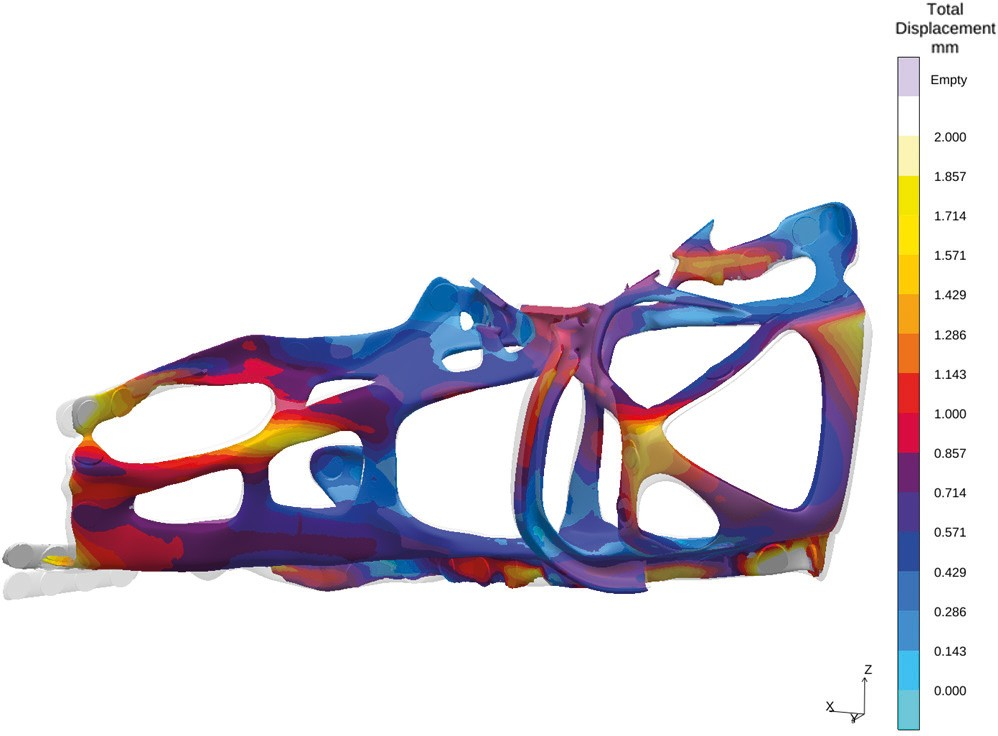 Total
Displacement
mm
Empty
2.000
1.857
1.714
1.571
1.429
1.286
1.143
1.000
0.857
0.714
0.571
0.429
0.286
0.143
0.000
Z
X
Y